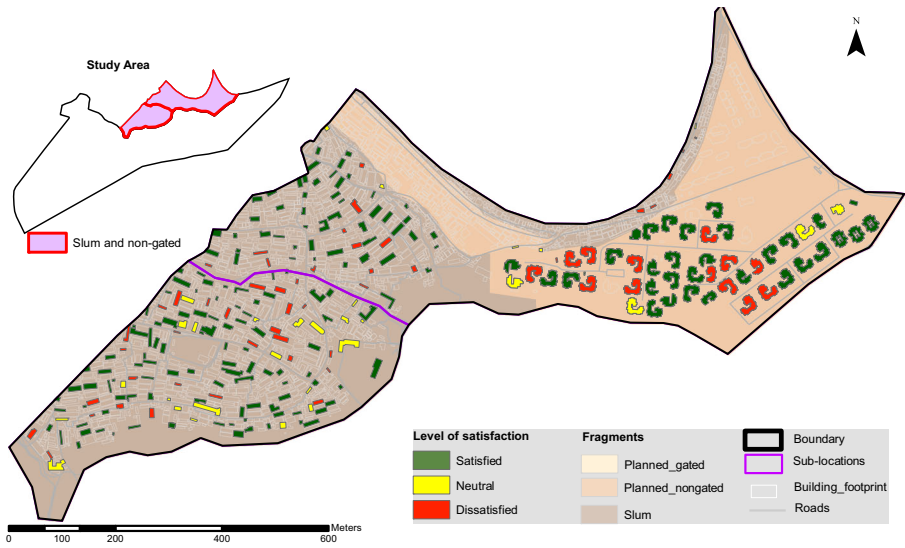 N
Study Area
Slum and non-gated
Level of satisfaction
Satisfied
Neutral
Dissatisfied
Fragments
Planned_gated
Planned_nongated
Slum
Boundary
Sub-locations
Building_footprint
Roads
Meters
0 100 200 400 600